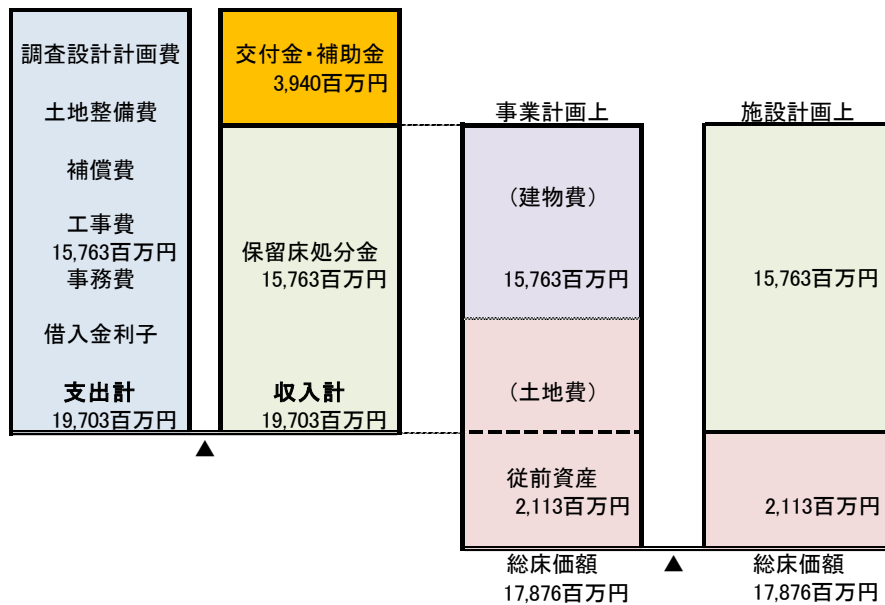 調査設計計画費
土地整備費
補償費
工事費
15,763百万円
事務費
借入金利子
支出計
19,703百万円
交付金・補助金
3,940百万円
保留床処分金
15,763百万円
収入計
19,703百万円
▲
事業計画上
（建物費）
15,763百万円
（土地費）
従前資産
2,113百万円
総床価額
17,876百万円
▲
施設計画上
15,763百万円
2,113百万円
総床価額
17,876百万円